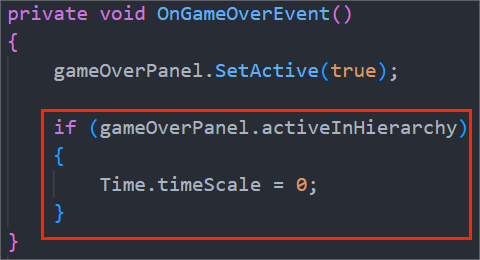 private void OnGameOverEvent()
{
    gameOverPanel.SetActive(true);
    if (gameOverPanel.activeInHierarchy)
    {
        Time.timeScale = 0;
    }
}